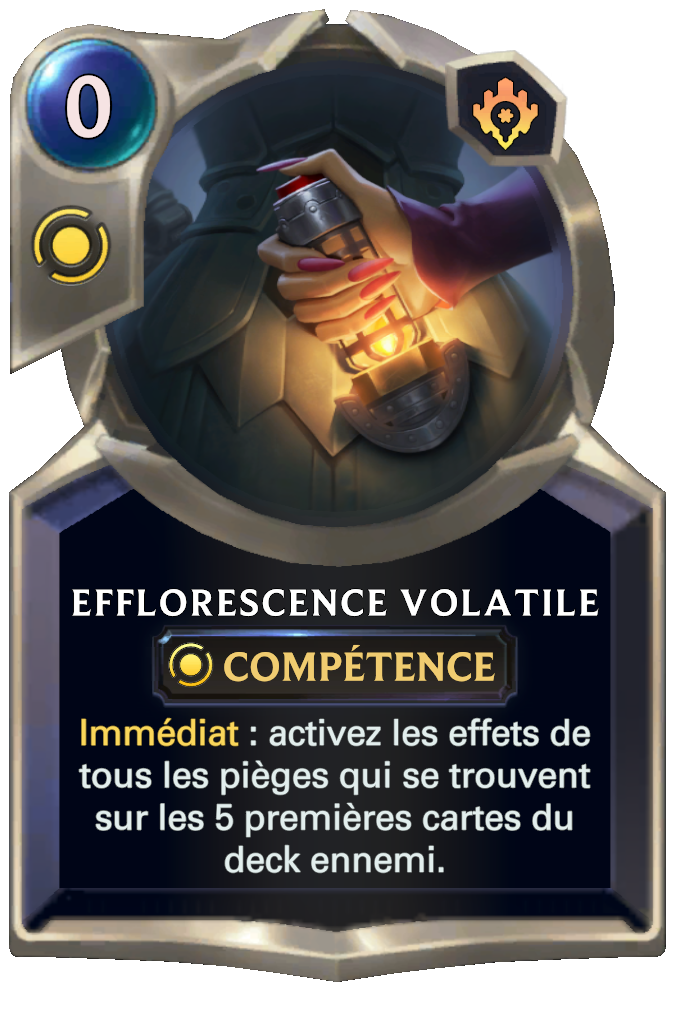 0
EFFLORESCENCE VOLATILE
COMPÉTENCE
Immédiat : activez les effets de
tous les pièges qui se trouvent
sur les 5 premières cartes du
deck ennemi.